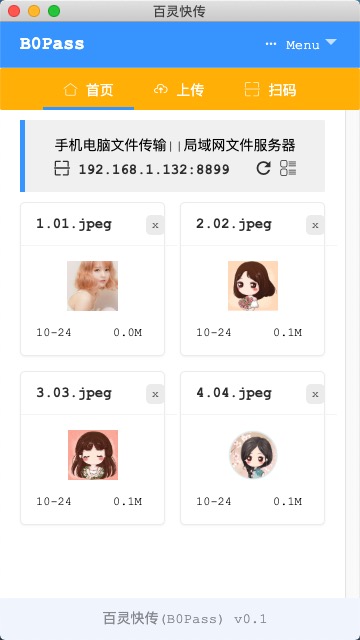 百灵快传
B0Pass
··· Menu
首页 上传 扫码
手机电脑文件传输||局域网文件服务器
192.168.1.132:8899
1.01.jpeg x
2.02.jpeg x
10-24 0.0M
10-24 0.1M
3.03.jpeg x
4.04.jpeg x
10-24 0.1M
10-24 0.1M
百灵快传(B0Pass) v0.1